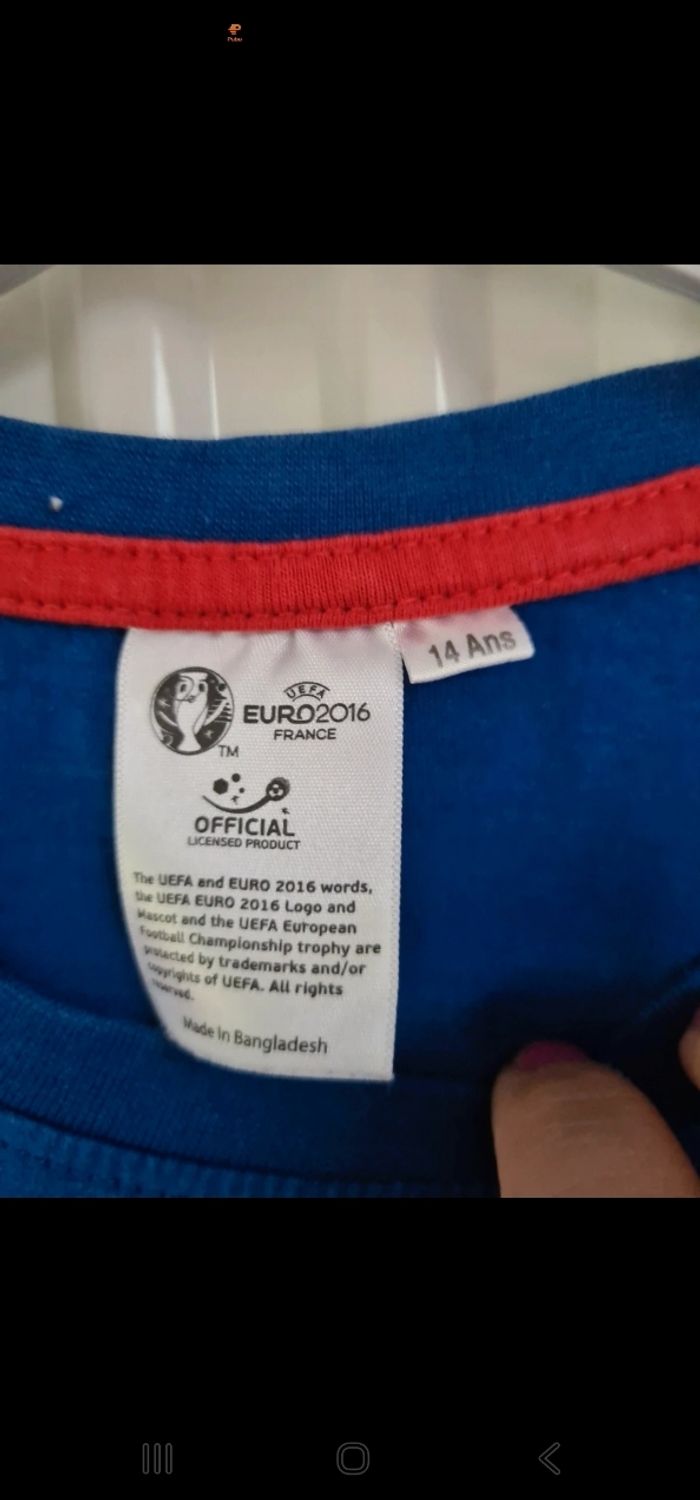 Pulse
14 Ans
UEFA
EURO2016
FRANCE
TM
OFFICIAL
LICENSED PRODUCT
The UEFA and EURO 2016 words,
the UEFA EURO 2016 Logo and
Mascot and the UEFA European
Football Championship trophy are
protected by trademarks and/or
copyrights of UEFA. All rights
reserved.
Made In Bangladesh